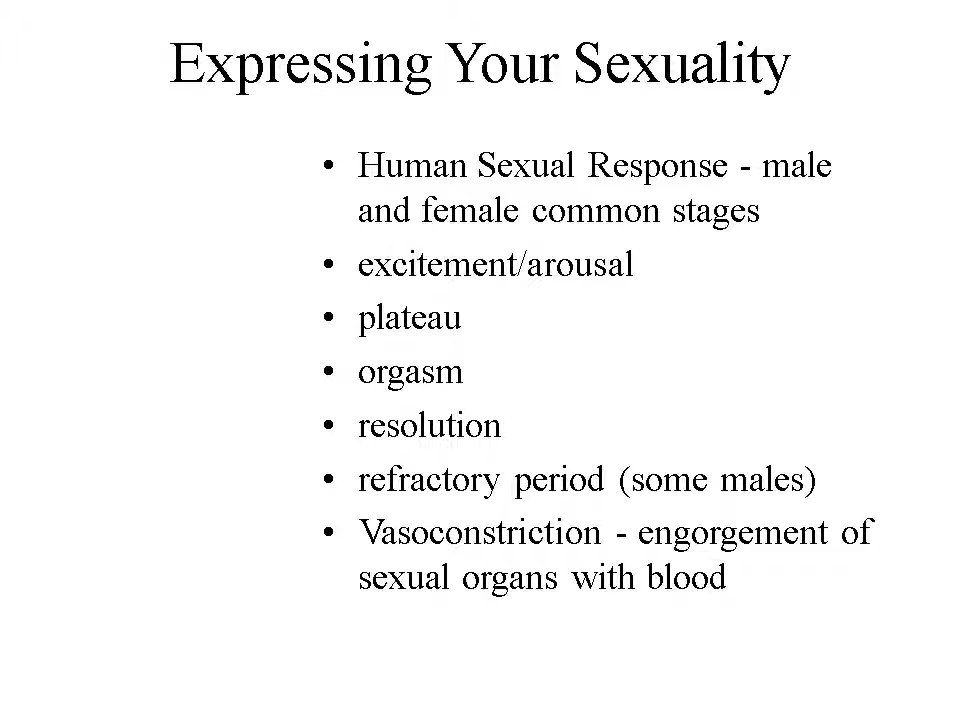 Expressing Your Sexuality
• Human Sexual Response - male
and female common stages
• excitement/arousal
• plateau
• orgasm
• resolution
• refractory period (some males)
• Vasoconstriction - engorgement of
sexual organs with blood